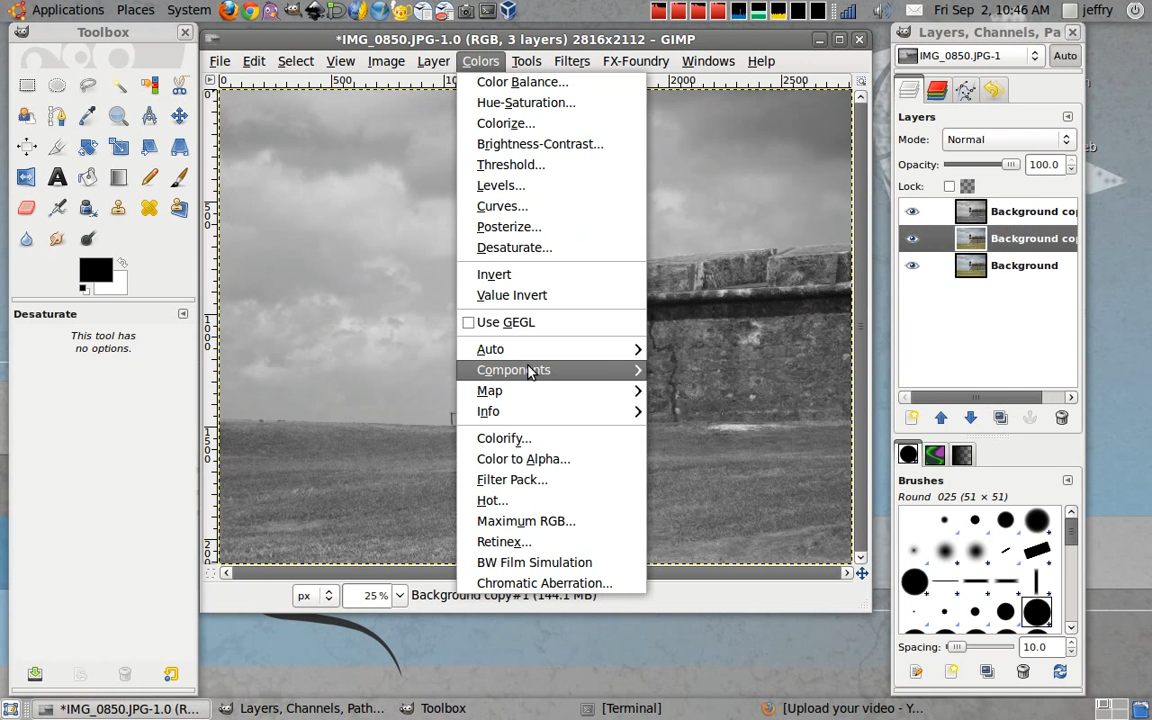 Applications Places System Fri Sep 2, 10:46 AM jeffry
Toolbox
*IMG_0850.JPG-1.0 (RGB, 3 layers) 2816x2112 – GIMP
Layers, Channels, Pa
File Edit Select View Image Layer Colors Tools Filters FX-Foundry Windows Help
IMG_0850.JPG-1 Auto
0 500 2000 2500
Color Balance...
Hue-Saturation...
Colorize...
Brightness-Contrast...
Threshold...
Levels...
Curves...
Posterize...
Desaturate...
Invert
Value Invert
Use GEGL
Auto
Components
Map
Info
Colorify...
Color to Alpha...
Filter Pack...
Hot...
Maximum RGB...
Retinex...
BW Film Simulation
Chromatic Aberration...
Layers
Mode: Normal
Opacity: 100.0
Lock:
Background co
Background co
Background
Brushes
Round 025 (51 × 51)
Spacing: 10.0
Desaturate
This tool has
no options.
px 25% Background copy#1 (144.1 MB)
*IMG_0850.JPG-1.0 (R... Layers, Channels, Path... Toolbox [Terminal] [Upload your video - Y...